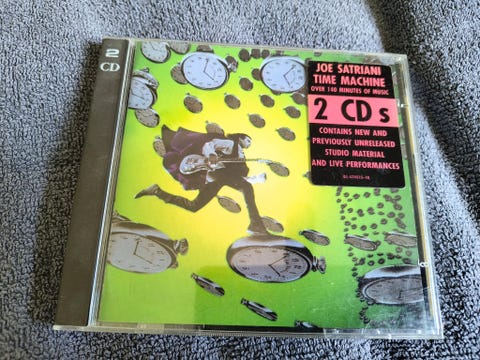 2
CD
JOE SATRIANI
TIME MACHINE
OVER 140 MINUTES OF MUSIC
2 CDs
CONTAINS NEW AND
PREVIOUSLY UNRELEASED
STUDIO MATERIAL
AND LIVE PERFORMANCES